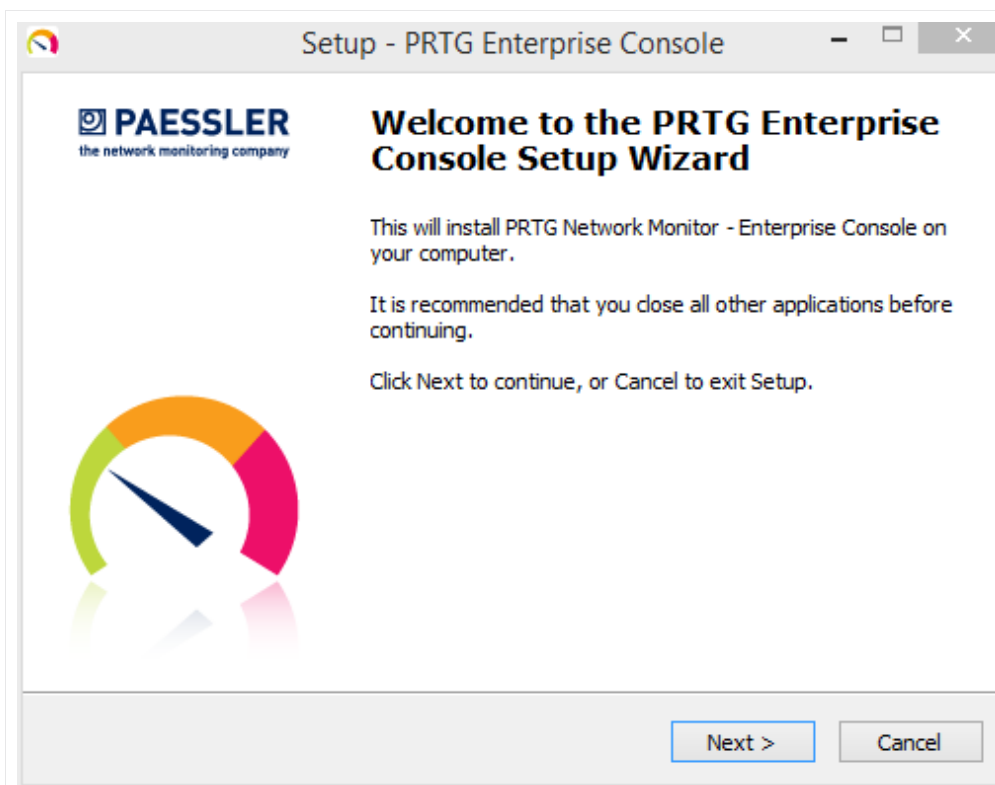 Setup - PRTG Enterprise Console
PAESSLER
the network monitoring company
Welcome to the PRTG Enterprise
Console Setup Wizard
This will install PRTG Network Monitor - Enterprise Console on
your computer.
It is recommended that you close all other applications before
continuing.
Click Next to continue, or Cancel to exit Setup.
Next >
Cancel